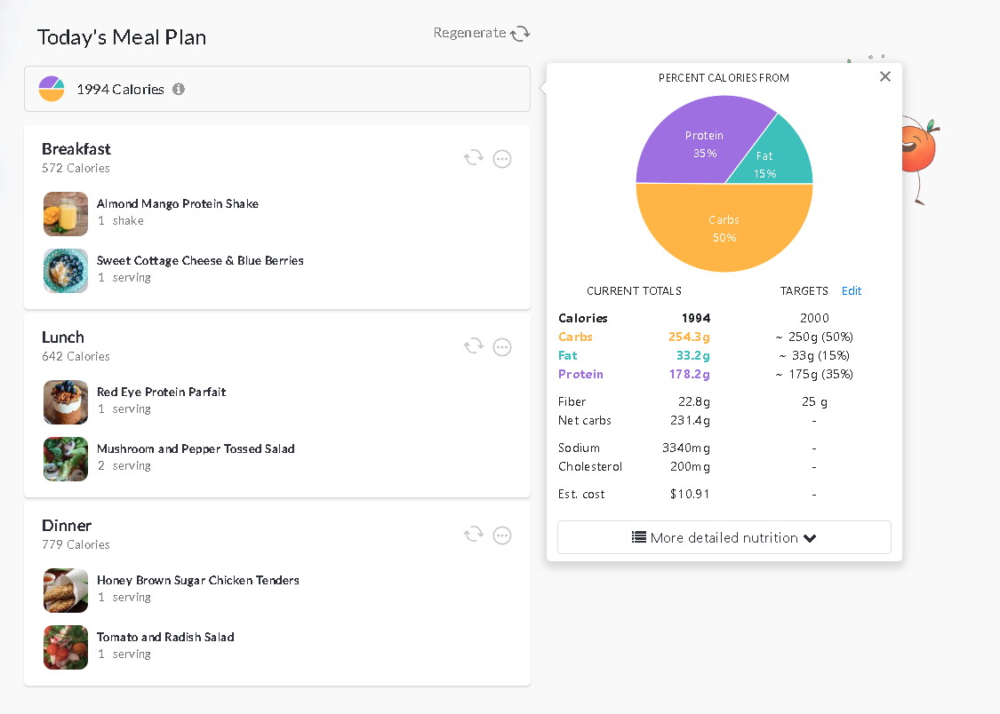 Today's Meal Plan
Regenerate
1994 Calories
Breakfast
572 Calories
Almond Mango Protein Shake
1 shake
Sweet Cottage Cheese & Blue Berries
1 serving
Lunch
642 Calories
Red Eye Protein Parfait
1 serving
Mushroom and Pepper Tossed Salad
2 serving
Dinner
779 Calories
Honey Brown Sugar Chicken Tenders
1 serving
Tomato and Radish Salad
1 serving
PERCENT CALORIES FROM
Protein
35%
Fat
15%
Carbs
50%
CURRENT TOTALS TARGETS Edit
Calories 1994 2000
Carbs 254.3g ~ 250g (50%)
Fat 33.2g ~ 33g (15%)
Protein 178.2g ~ 175g (35%)
Fiber 22.8g 25 g
Net carbs 231.4g -
Sodium 3340mg -
Cholesterol 200mg -
Est. cost $10.91 -
More detailed nutrition